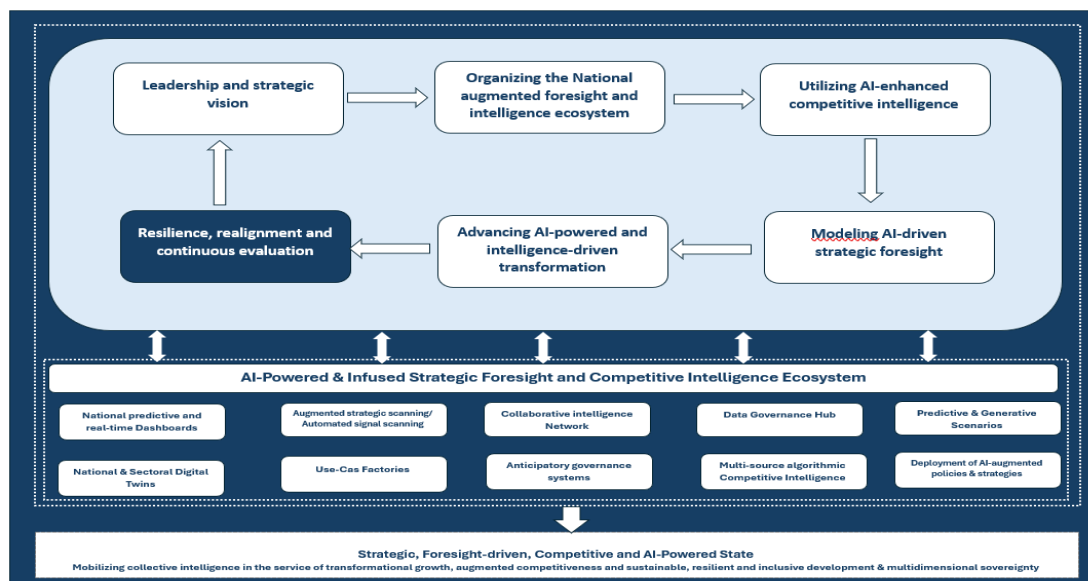 Leadership and strategic
vision
Organizing the National
augmented foresight and
intelligence ecosystem
Utilizing AI-enhanced
competitive intelligence
Resilience, realignment and
continuous evaluation
Advancing AI-powered and
intelligence-driven
transformation
Modeling AI-driven
strategic foresight
AI-Powered & Infused Strategic Foresight and Competitive Intelligence Ecosystem
National predictive and
real-time Dashboards
Augmented strategic scanning/
Automated signal scanning
Collaborative intelligence
Network
Data Governance Hub
Predictive & Generative
Scenarios
National & Sectoral Digital
Twins
Use-Cas Factories
Anticipatory governance
systems
Multi-source algorithmic
Competitive Intelligence
Deployment of AI-augmented
policies & strategies
Strategic, Foresight-driven, Competitive and AI-Powered State
Mobilizing collective intelligence in the service of transformational growth, augmented competitiveness and sustainable, resilient and inclusive development & multidimensional sovereignty